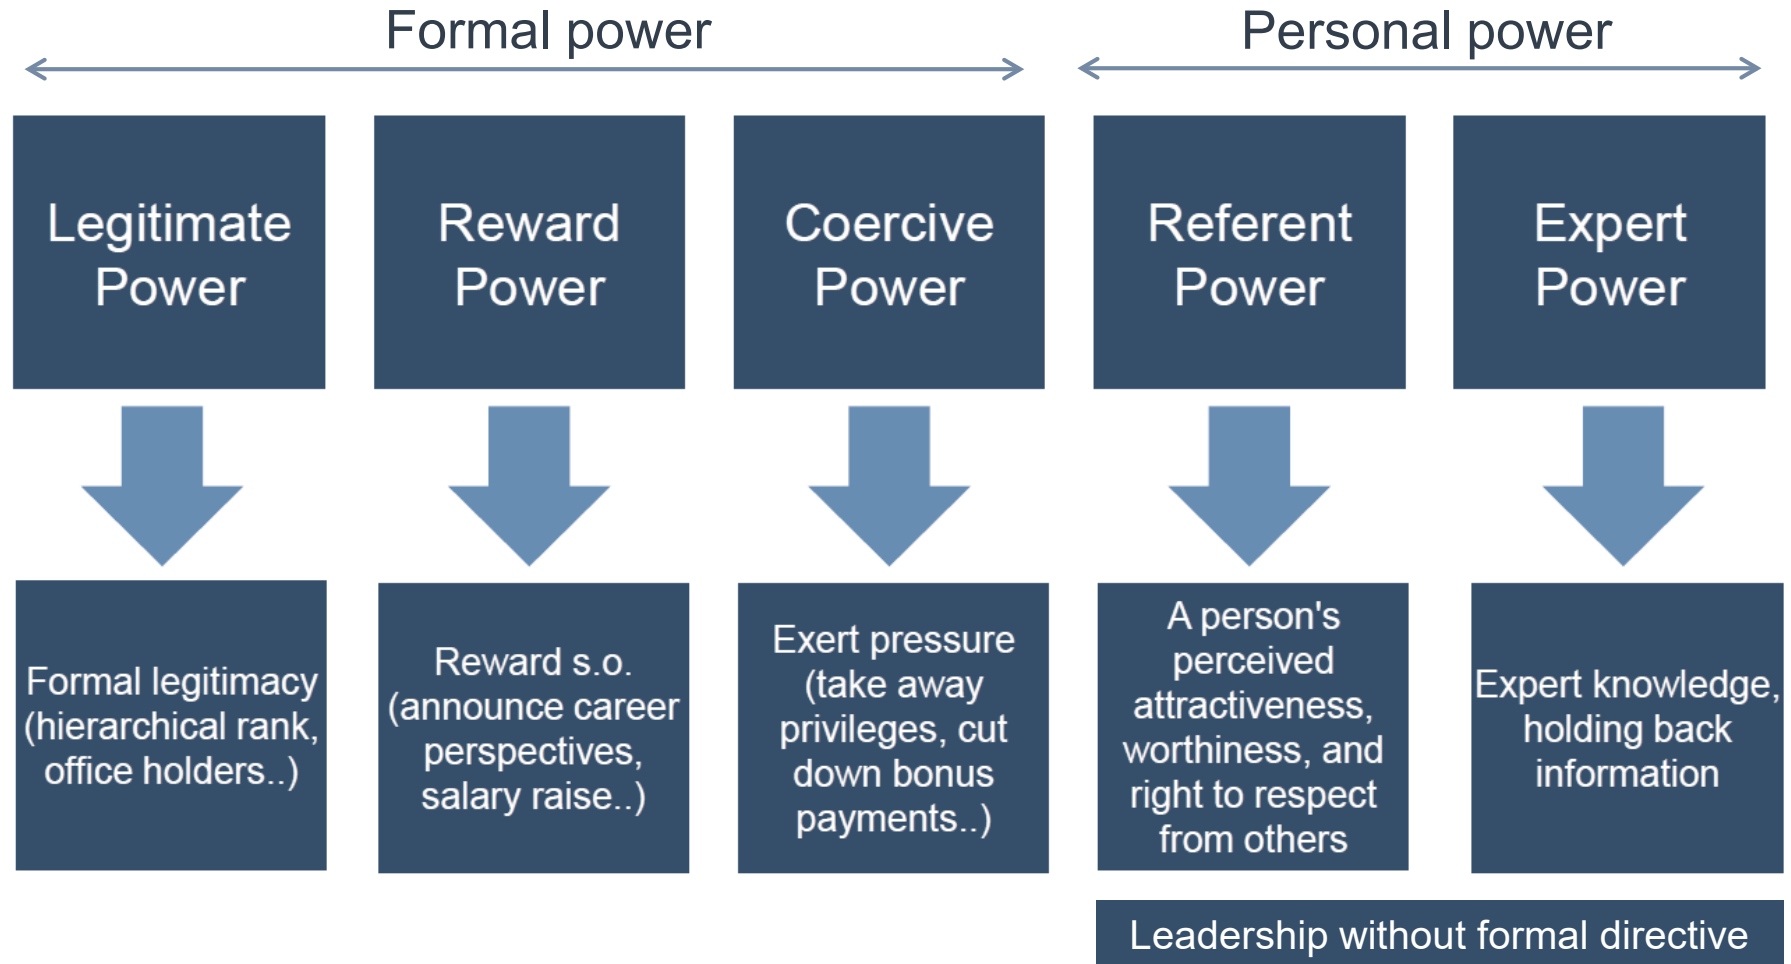 Formal power
Personal power
Legitimate
Power
Reward
Power
Coercive
Power
Referent
Power
Expert
Power
Formal legitimacy
(hierarchical rank,
office holders..)
Reward s.o.
(announce career
perspectives,
salary raise..)
Exert pressure
(take away
privileges, cut
down bonus
payments..)
A person's
perceived
attractiveness,
worthiness, and
right to respect
from others
Expert knowledge,
holding back
information
Leadership without formal directive